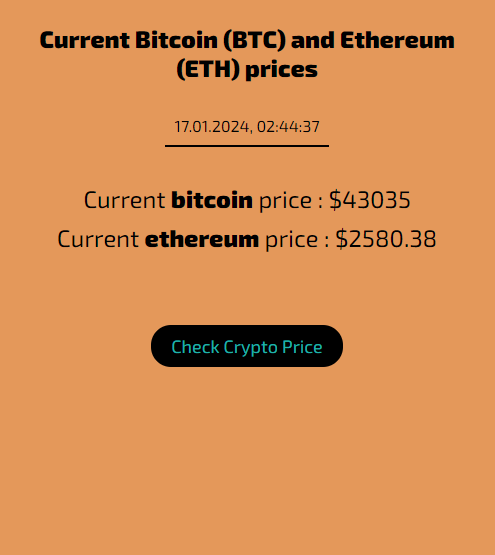 Current Bitcoin (BTC) and Ethereum
(ETH) prices
17.01.2024, 02:44:37
Current bitcoin price : $43035
Current ethereum price : $2580.38
Check Crypto Price